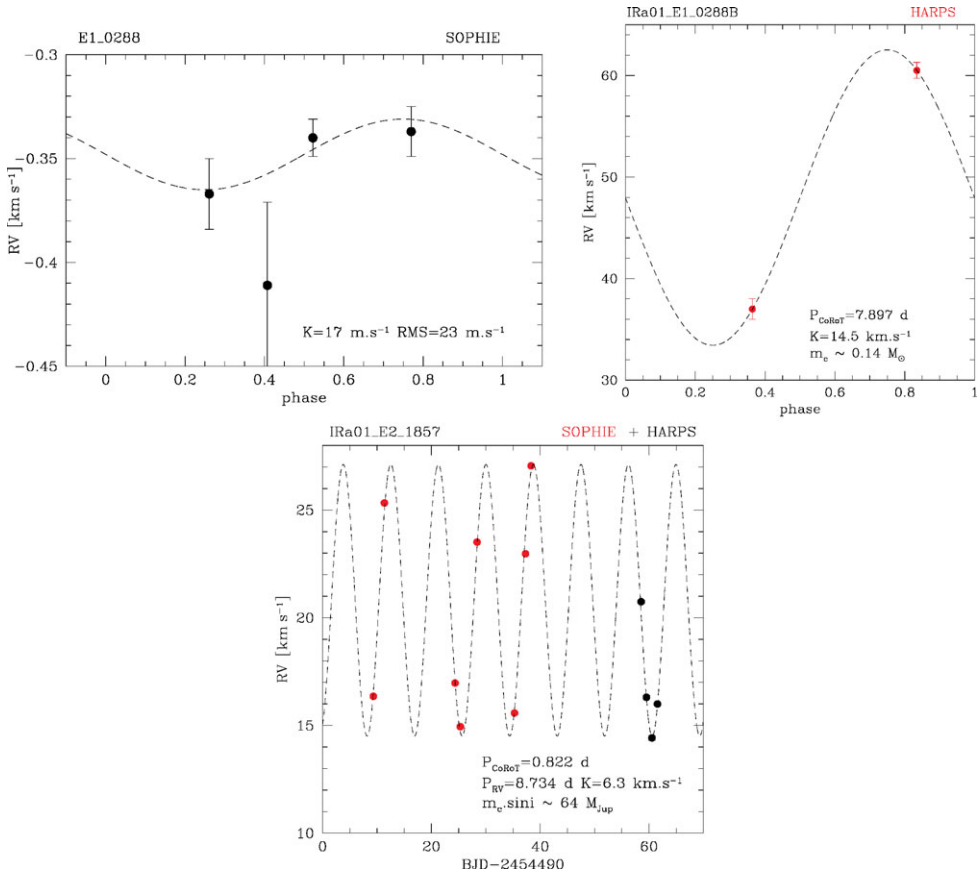 E1_0288 SOPHIE
−0.3
−0.35
−0.4
−0.45
RV [km s⁻¹]
K=17 m.s⁻¹ RMS=23 m.s⁻¹
0 0.2 0.4 0.6 0.8 1
phase
IRa01_E1_0288B HARPS
60
50
40
30
RV [km s⁻¹]
P_CoRoT=7.897 d
K=14.5 km.s⁻¹
m_c ~ 0.14 M_⊙
0 0.2 0.4 0.6 0.8 1
phase
IRa01_E2_1857 SOPHIE + HARPS
25
20
15
10
RV [km s⁻¹]
P_CoRoT=0.822 d
P_RV=8.734 d K=6.3 km.s⁻¹
m_c.sini ~ 64 M_Jup
0 20 40 60
BJD−2454490